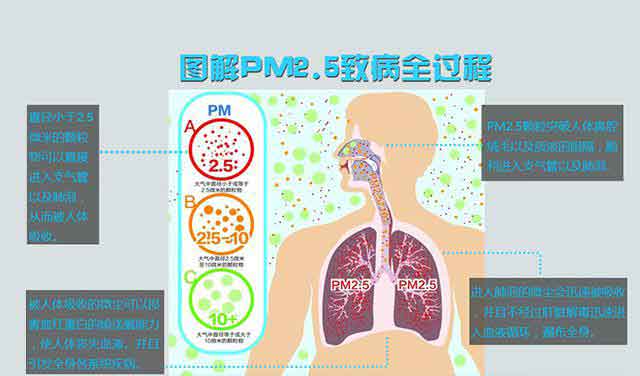 图解PM2.5致病全过程
直径小于2.5
微米的颗粒
物可以直接
进入支气管
以及肺泡，
从而被人体
吸收。
PM
A
2.5
大气中直径小于或等于
2.5微米的颗粒物
B
2.5~10
大气中直径2.5微米
至10微米的颗粒物
C
10+
大气中直径等于或大于
10微米的颗粒物
PM2.5颗粒突破人体鼻腔
绒毛以及痰液的阻隔，顺
利进入支气管以及肺泡。
PM2.5
PM2.5
被人体吸收的微尘可以损
害血红蛋白的输送氧能力
，使人体丧失血液，并且
引发全身各系统疾病。
进入肺泡的微尘会迅速被吸收
，并且不经过肝脏解毒迅速进
入血液循环，遍布全身。